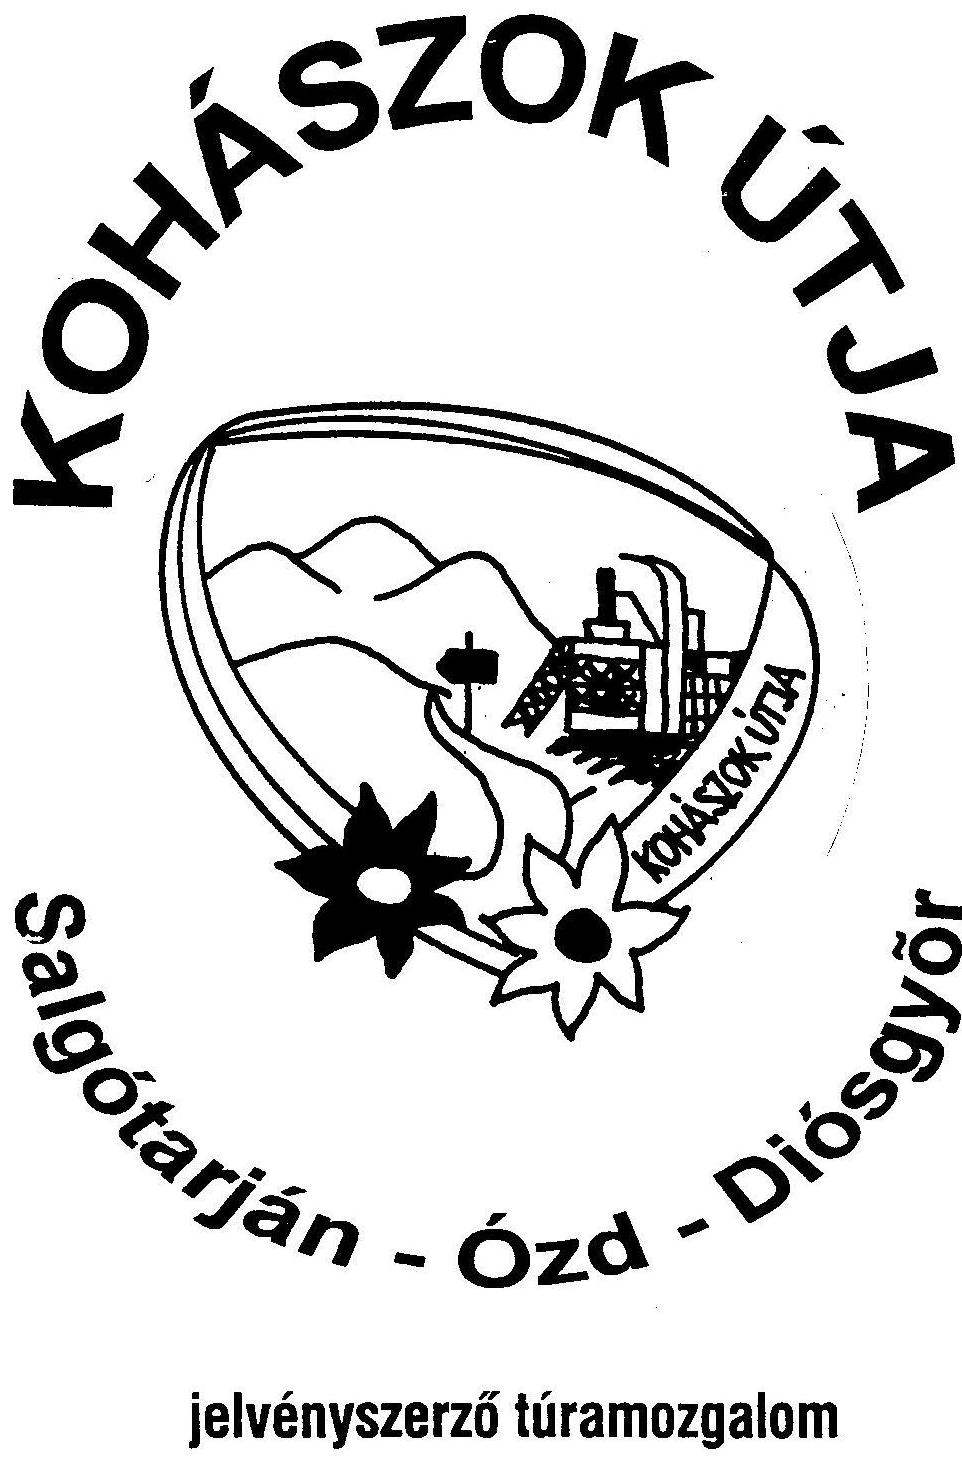 KOHÁSZOK ÚTJA
KOHÁSZOK ÚTJA
Salgótarján - Ózd - Diósgyőr
jelvényszerző túramozgalom